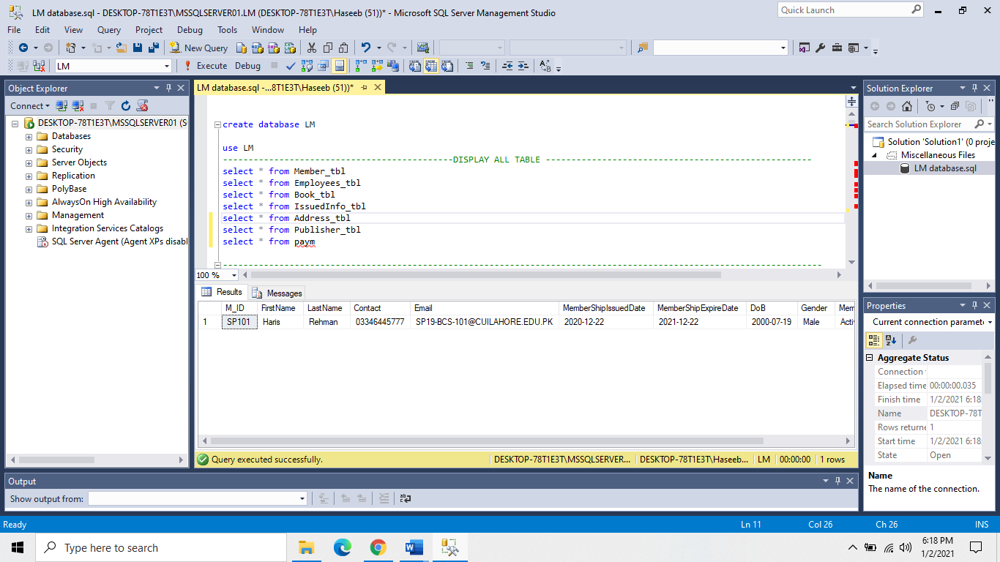 LM database.sql - DESKTOP-78T1E3T\MSSQLSERVER01.LM (DESKTOP-78T1E3T\Haseeb (51))* - Microsoft SQL Server Management Studio
Quick Launch
File Edit View Query Project Debug Tools Window Help
New Query
MDX DMX XMLA DAX
LM
Execute Debug
Object Explorer
Connect
DESKTOP-78T1E3T\MSSQLSERVER01 (S
Databases
Security
Server Objects
Replication
PolyBase
AlwaysOn High Availability
Management
Integration Services Catalogs
SQL Server Agent (Agent XPs disabl
LM database.sql -...8T1E3T\Haseeb (51))*
create database LM
use LM
---------------------------------------------DISPLAY ALL TABLE ----------------------------------------------------
select * from Member_tbl
select * from Employees_tbl
select * from Book_tbl
select * from IssuedInfo_tbl
select * from Address_tbl
select * from Publisher_tbl
select * from paym
---------------------------------------------------------------------------------------------------------------------
100 %
Results Messages
M_ID FirstName LastName Contact Email MemberShipIssuedDate MemberShipExpireDate DoB Gender Mem
1 SP101 Haris Rehman 03346445777 SP19-BCS-101@CUILAHORE.EDU.PK 2020-12-22 2021-12-22 2000-07-19 Male Acti
Query executed successfully. DESKTOP-78T1E3T\MSSQLSERVER... DESKTOP-78T1E3T\Haseeb... LM 00:00:00 1 rows
Solution Explorer
Search Solution Explorer
Solution 'Solution1' (0 proje
Miscellaneous Files
LM database.sql
Properties
Current connection paramete
Aggregate Status
Connection
Elapsed time 00:00:00.035
Finish time 1/2/2021 6:18
Name DESKTOP-78T
Rows returne 1
Start time 1/2/2021 6:18
State Open
Name
The name of the connection.
Output
Show output from:
Ready Ln 11 Col 26 Ch 26 INS
Type here to search
6:18 PM
1/2/2021